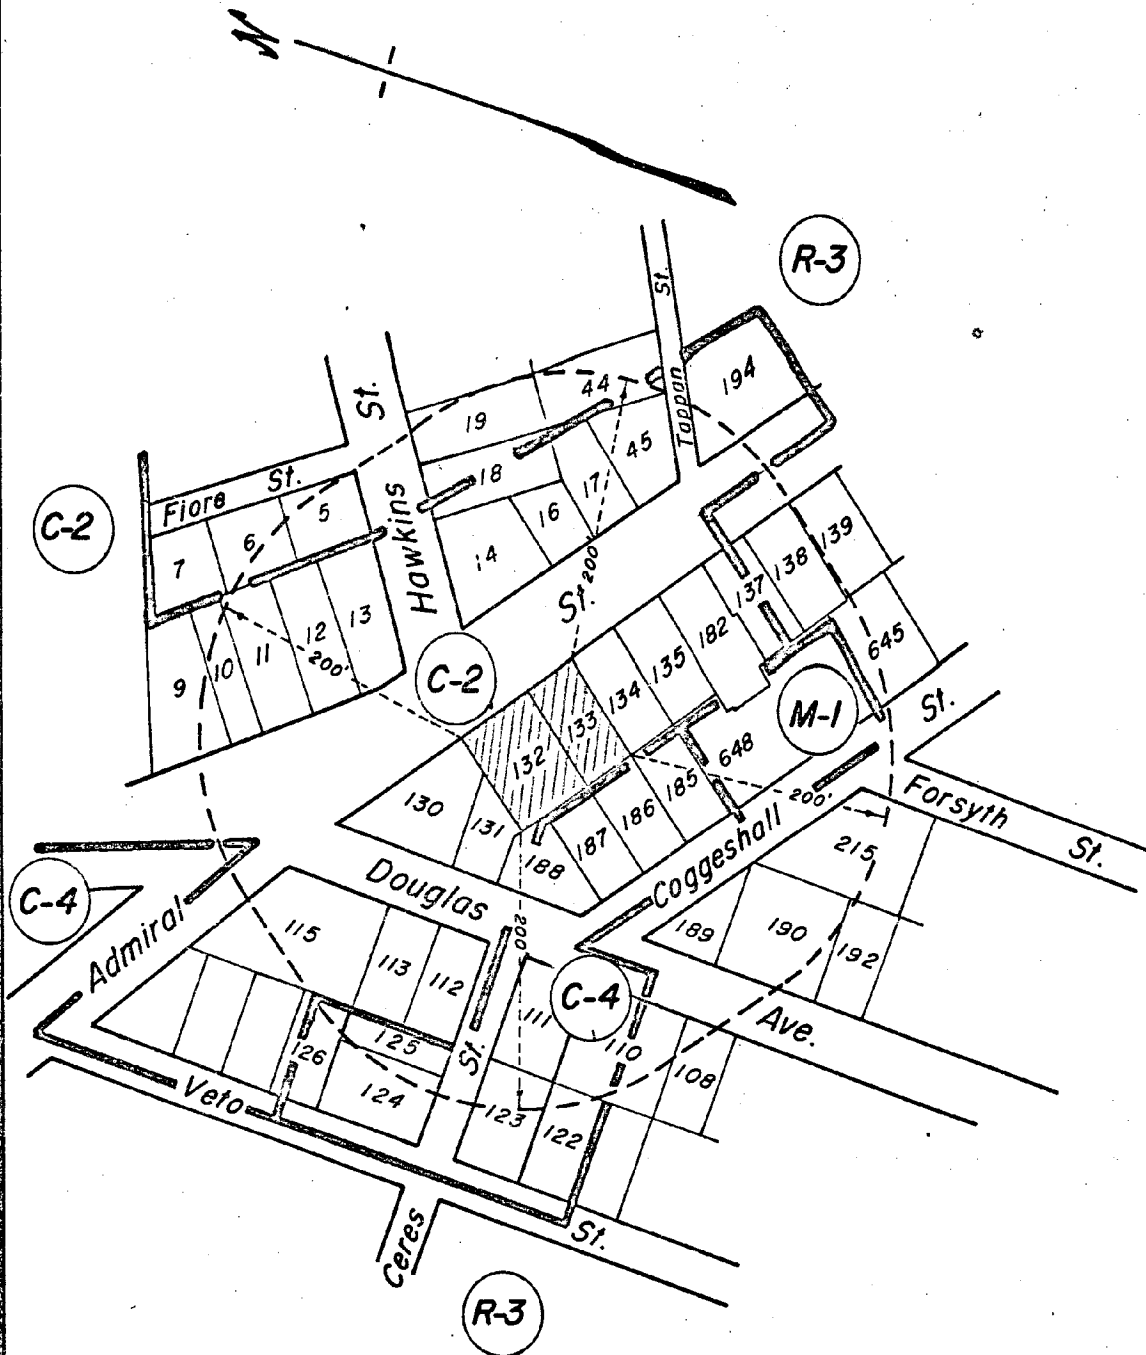 N
R-3
St.
Tappan
194
44
St.
19
45
18
17
16
14
Fiore St.
5
6
7
C-2
Hawkins
13
12
11
10
9
200'
St.
200'
139
138
137
182
135
134
133
132
645
C-2
M-1
St.
130
131
648
185
186
187
188
200'
Forsyth St.
215
Douglas
Coggeshall
C-4
Admiral
115
113
112
200
189
190
192
C-4
111
Ave.
110
108
St.
125
126
124
123
122
Veto
St.
Ceres
R-3